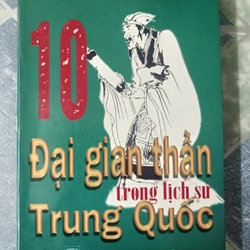 10
Đại gian thần
trong lịch sử
Trung Quốc